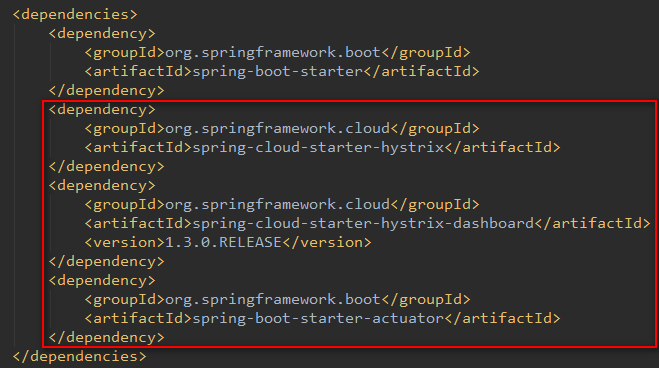 <dependencies>
<dependency>
<groupId>org.springframework.boot</groupId>
<artifactId>spring-boot-starter</artifactId>
</dependency>
<dependency>
<groupId>org.springframework.cloud</groupId>
<artifactId>spring-cloud-starter-hystrix</artifactId>
</dependency>
<dependency>
<groupId>org.springframework.cloud</groupId>
<artifactId>spring-cloud-starter-hystrix-dashboard</artifactId>
<version>1.3.0.RELEASE</version>
</dependency>
<dependency>
<groupId>org.springframework.boot</groupId>
<artifactId>spring-boot-starter-actuator</artifactId>
</dependency>
</dependencies>